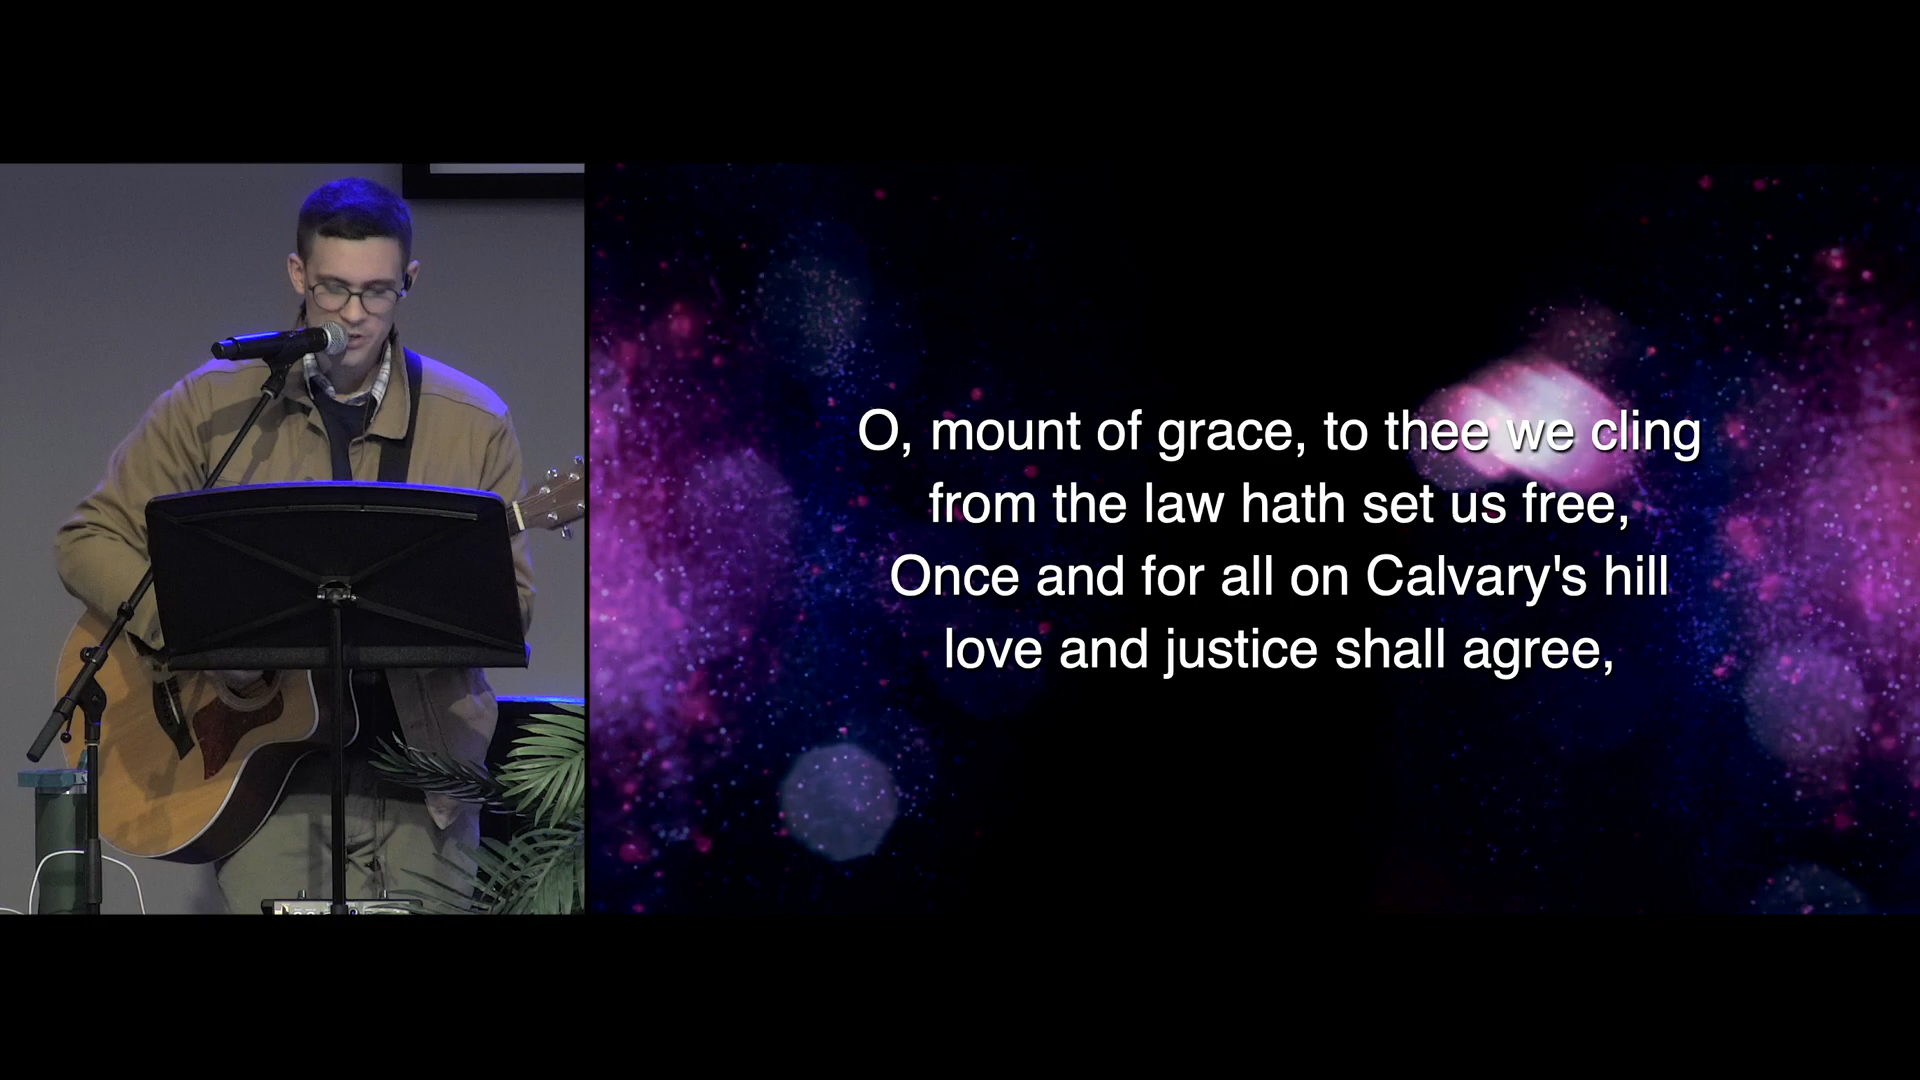 O, mount of grace, to thee we cling
from the law hath set us free,
Once and for all on Calvary's hill
love and justice shall agree,